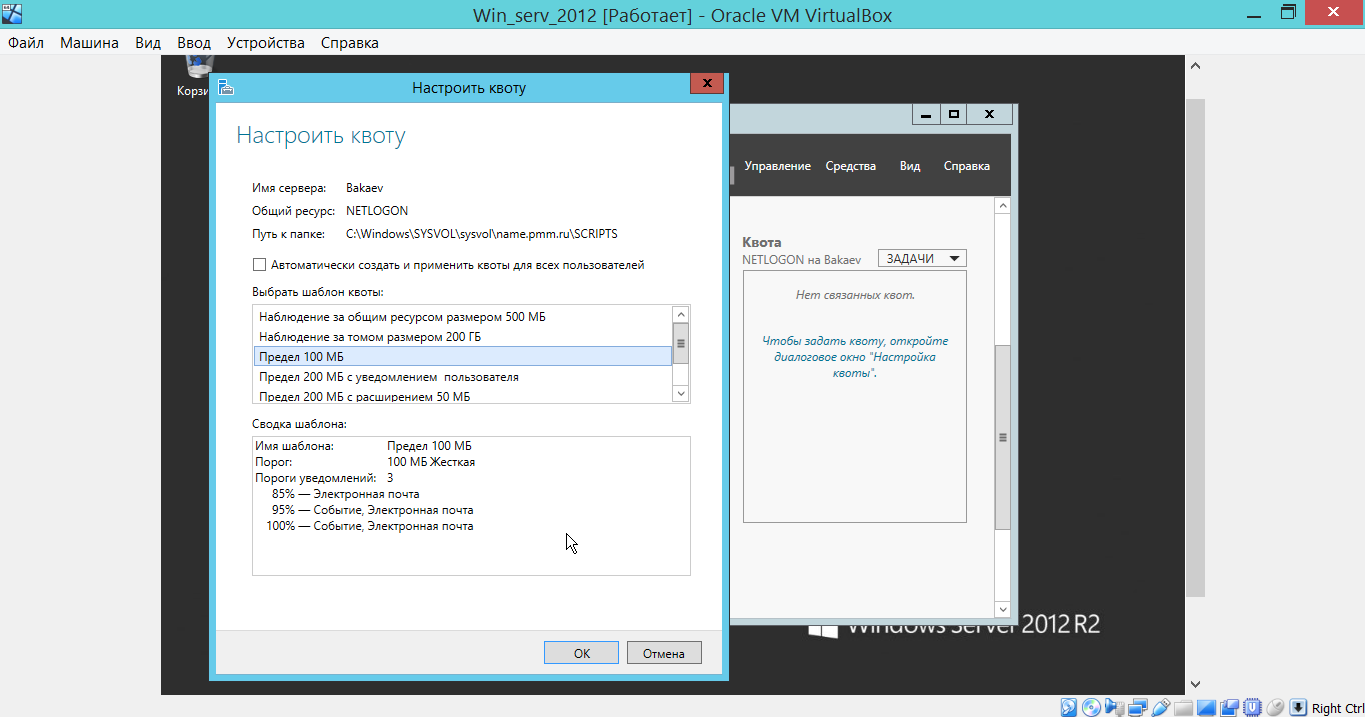 Win_serv_2012 [Работает] - Oracle VM VirtualBox
Файл Машина Вид Ввод Устройства Справка
Настроить квоту
Настроить квоту
Имя сервера: Bakaev
Общий ресурс: NETLOGON
Путь к папке: C:\Windows\SYSVOL\sysvol\name.pmm.ru\SCRIPTS
Автоматически создать и применить квоты для всех пользователей
Выбрать шаблон квоты:
Наблюдение за общим ресурсом размером 500 МБ
Наблюдение за томом размером 200 ГБ
Предел 100 МБ
Предел 200 МБ с уведомлением  пользователя
Предел 200 МБ с расширением 50 МБ
Сводка шаблона:
Имя шаблона: Предел 100 МБ
Порог: 100 МБ Жесткая
Пороги уведомлений: 3
85% — Электронная почта
95% — Событие, Электронная почта
100% — Событие, Электронная почта
ОК Отмена
Управление Средства Вид Справка
Квота
NETLOGON на Bakaev ЗАДАЧИ
Нет связанных квот.
Чтобы задать квоту, откройте
диалоговое окно "Настройка
квоты".
Windows Server 2012 R2
Right Ctrl